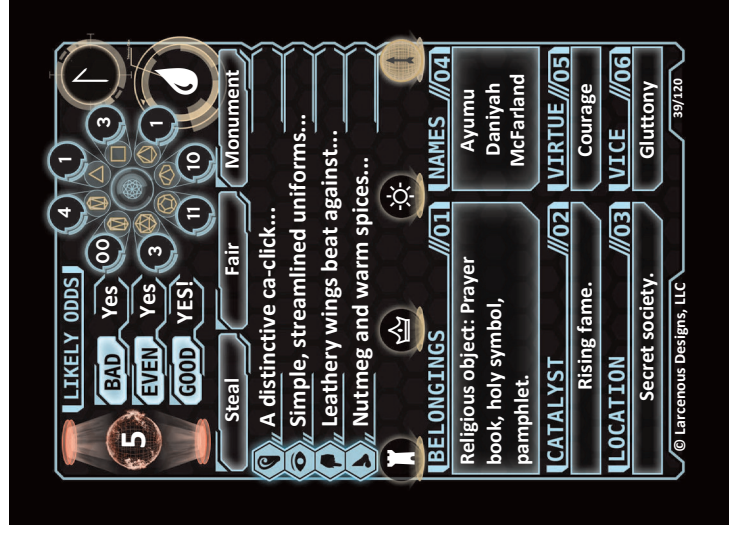 5
LIKELY ODDS
BAD Yes
EVEN Yes
GOOD YES!
4
1
3
1
10
11
3
00
Steal Fair Monument
A distinctive ca-click...
Simple, streamlined uniforms...
Leathery wings beat against...
Nutmeg and warm spices...
BELONGINGS //01
Religious object: Prayer
book, holy symbol,
pamphlet.
CATALYST //02
Rising fame.
LOCATION //03
Secret society.
NAMES //04
Ayumu
Daniyah
McFarland
VIRTUE //05
Courage
VICE //06
Gluttony
© Larcenous Designs, LLC
39/120